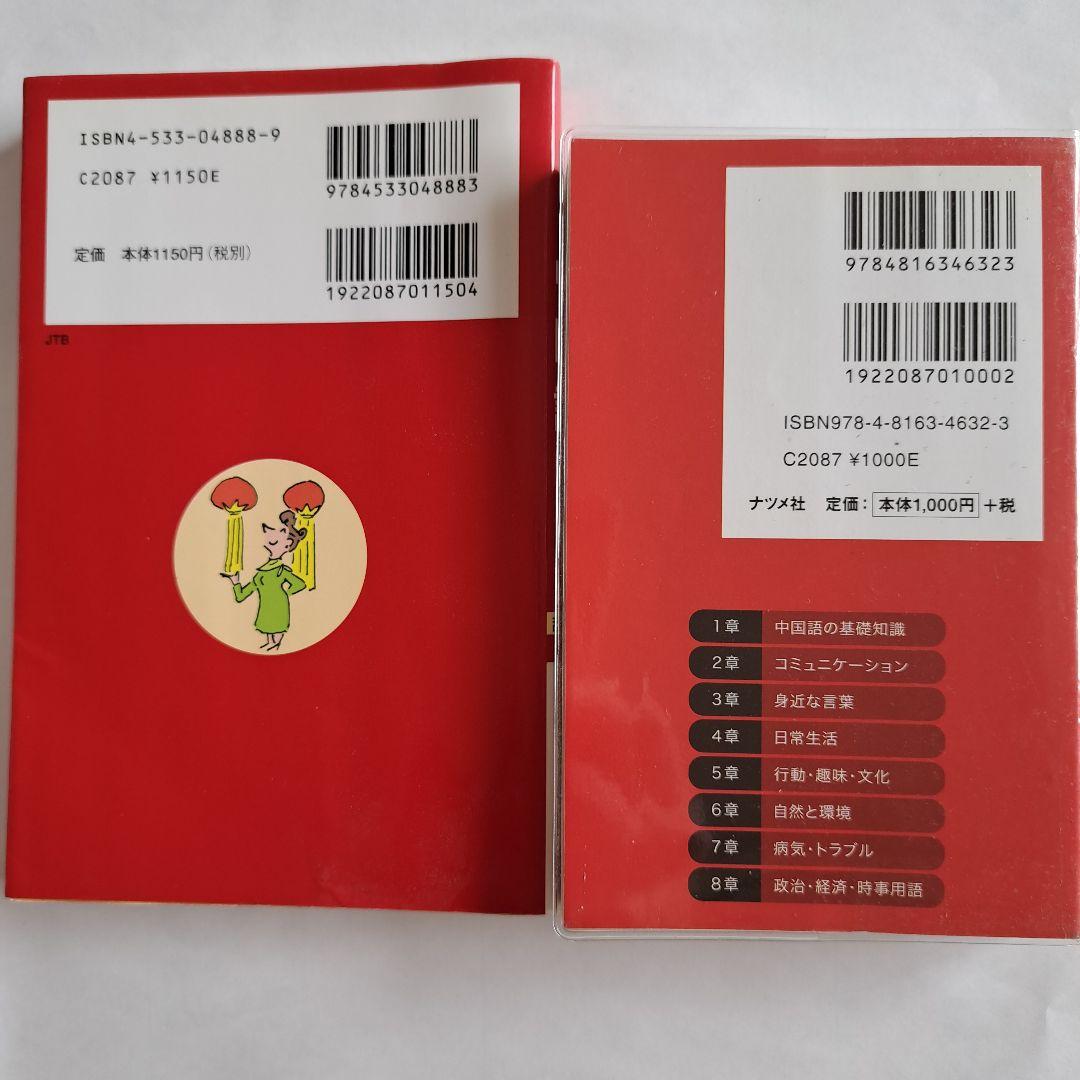 ISBN4-533-04888-9
C2087 ¥1150E
定価 本体1150円(税別)
9784533048883
1922087011504
JTB
9784816346323
1922087010002
ISBN978-4-8163-4632-3
C2087 ¥1000E
ナツメ社 定価: 本体1,000円 +税
1章 中国語の基礎知識
2章 コミュニケーション
3章 身近な言葉
4章 日常生活
5章 行動・趣味・文化
6章 自然と環境
7章 病気・トラブル
8章 政治・経済・時事用語